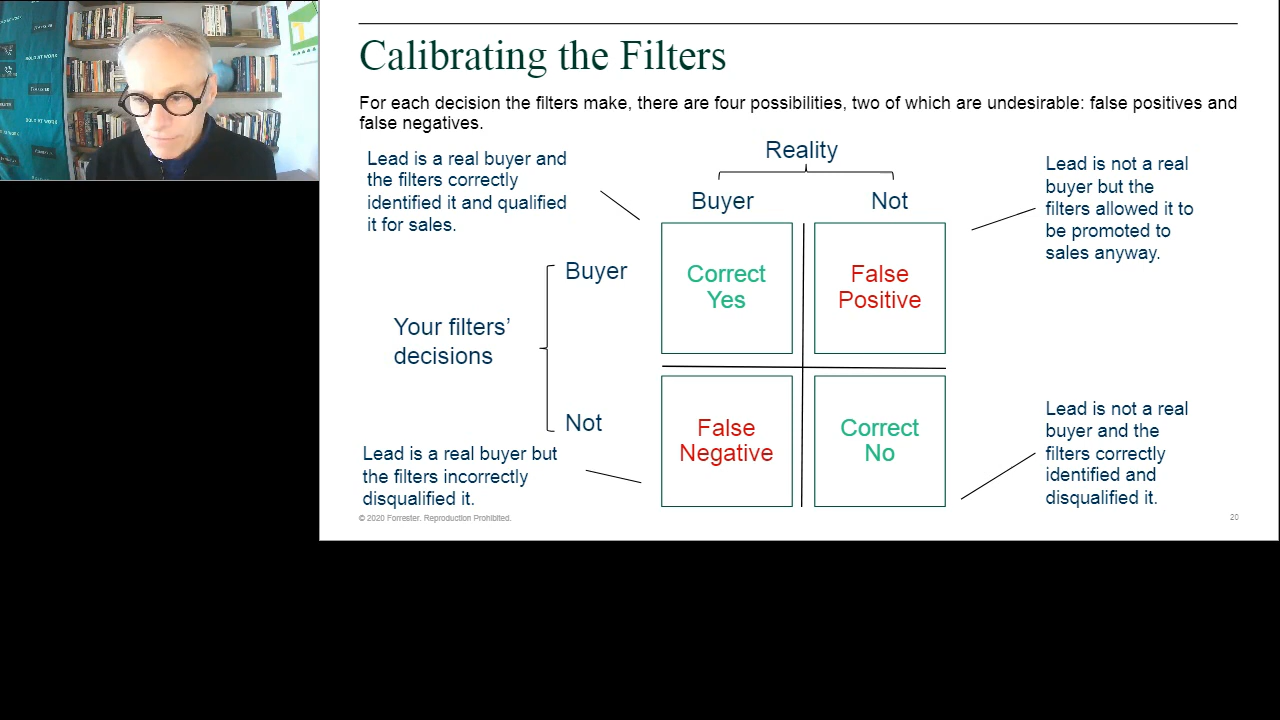 Calibrating the Filters
For each decision the filters make, there are four possibilities, two of which are undesirable: false positives and
false negatives.
Lead is a real buyer and
the filters correctly
identified it and qualified
it for sales.
Reality
Buyer
Not
Lead is not a real
buyer but the
filters allowed it to
be promoted to
sales anyway.
Your filters’
decisions
Buyer
Not
Correct
Yes
False
Positive
False
Negative
Correct
No
Lead is a real buyer but
the filters incorrectly
disqualified it.
Lead is not a real
buyer and the
filters correctly
identified and
disqualified it.
© 2020 Forrester. Reproduction Prohibited.
20